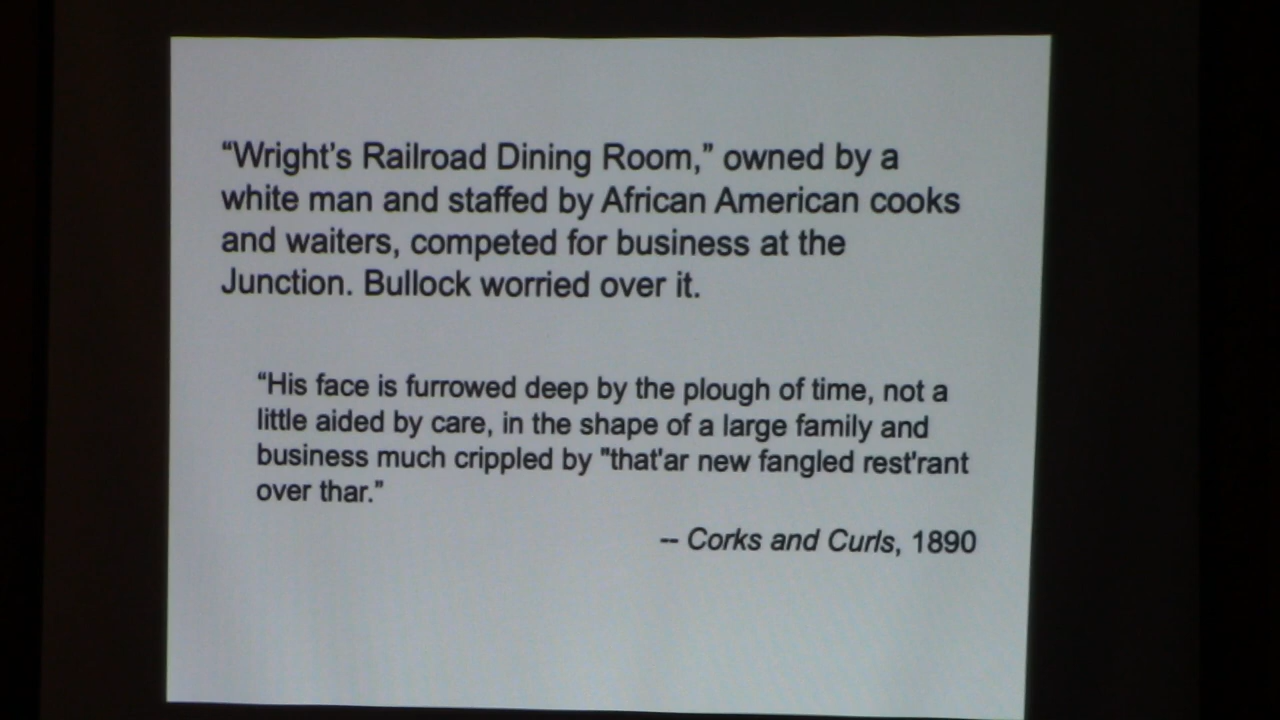 “Wright’s Railroad Dining Room,” owned by a
white man and staffed by African American cooks
and waiters, competed for business at the
Junction. Bullock worried over it.
“His face is furrowed deep by the plough of time, not a
little aided by care, in the shape of a large family and
business much crippled by "that'ar new fangled rest'rant
over thar.”
-- Corks and Curls, 1890